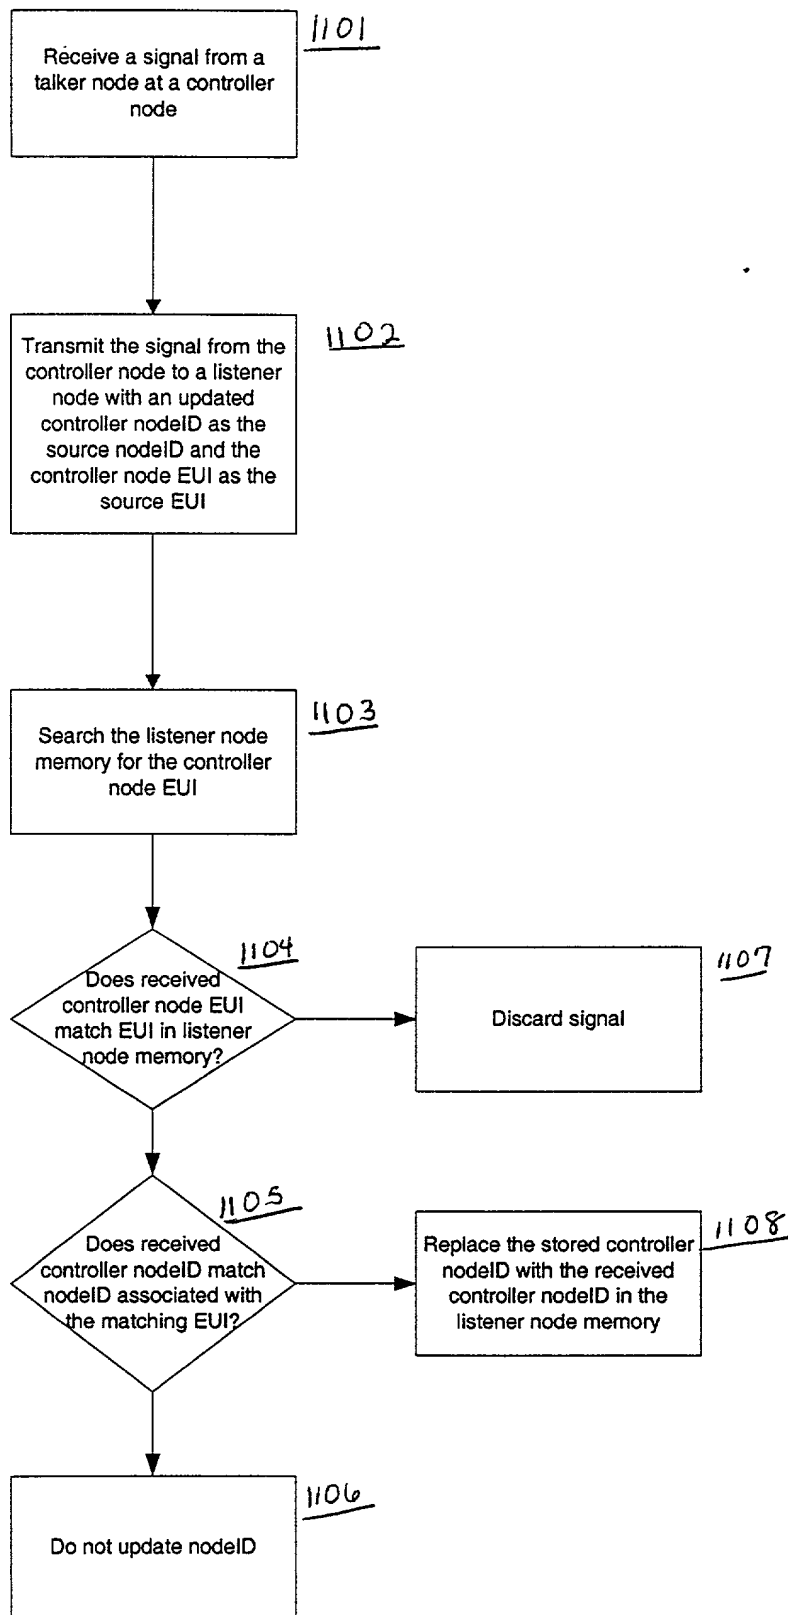 1101
Receive a signal from a
talker node at a controller
node
1102
Transmit the signal from the
controller node to a listener
node with an updated
controller nodeID as the
source nodeID and the
controller node EUI as the
source EUI
1103
Search the listener node
memory for the controller
node EUI
1104
Does received
controller node EUI
match EUI in listener
node memory?
1107
Discard signal
1105
Does received
controller nodeID match
nodeID associated with
the matching EUI?
1108
Replace the stored controller
nodeID with the received
controller nodeID in the
listener node memory
1106
Do not update nodeID